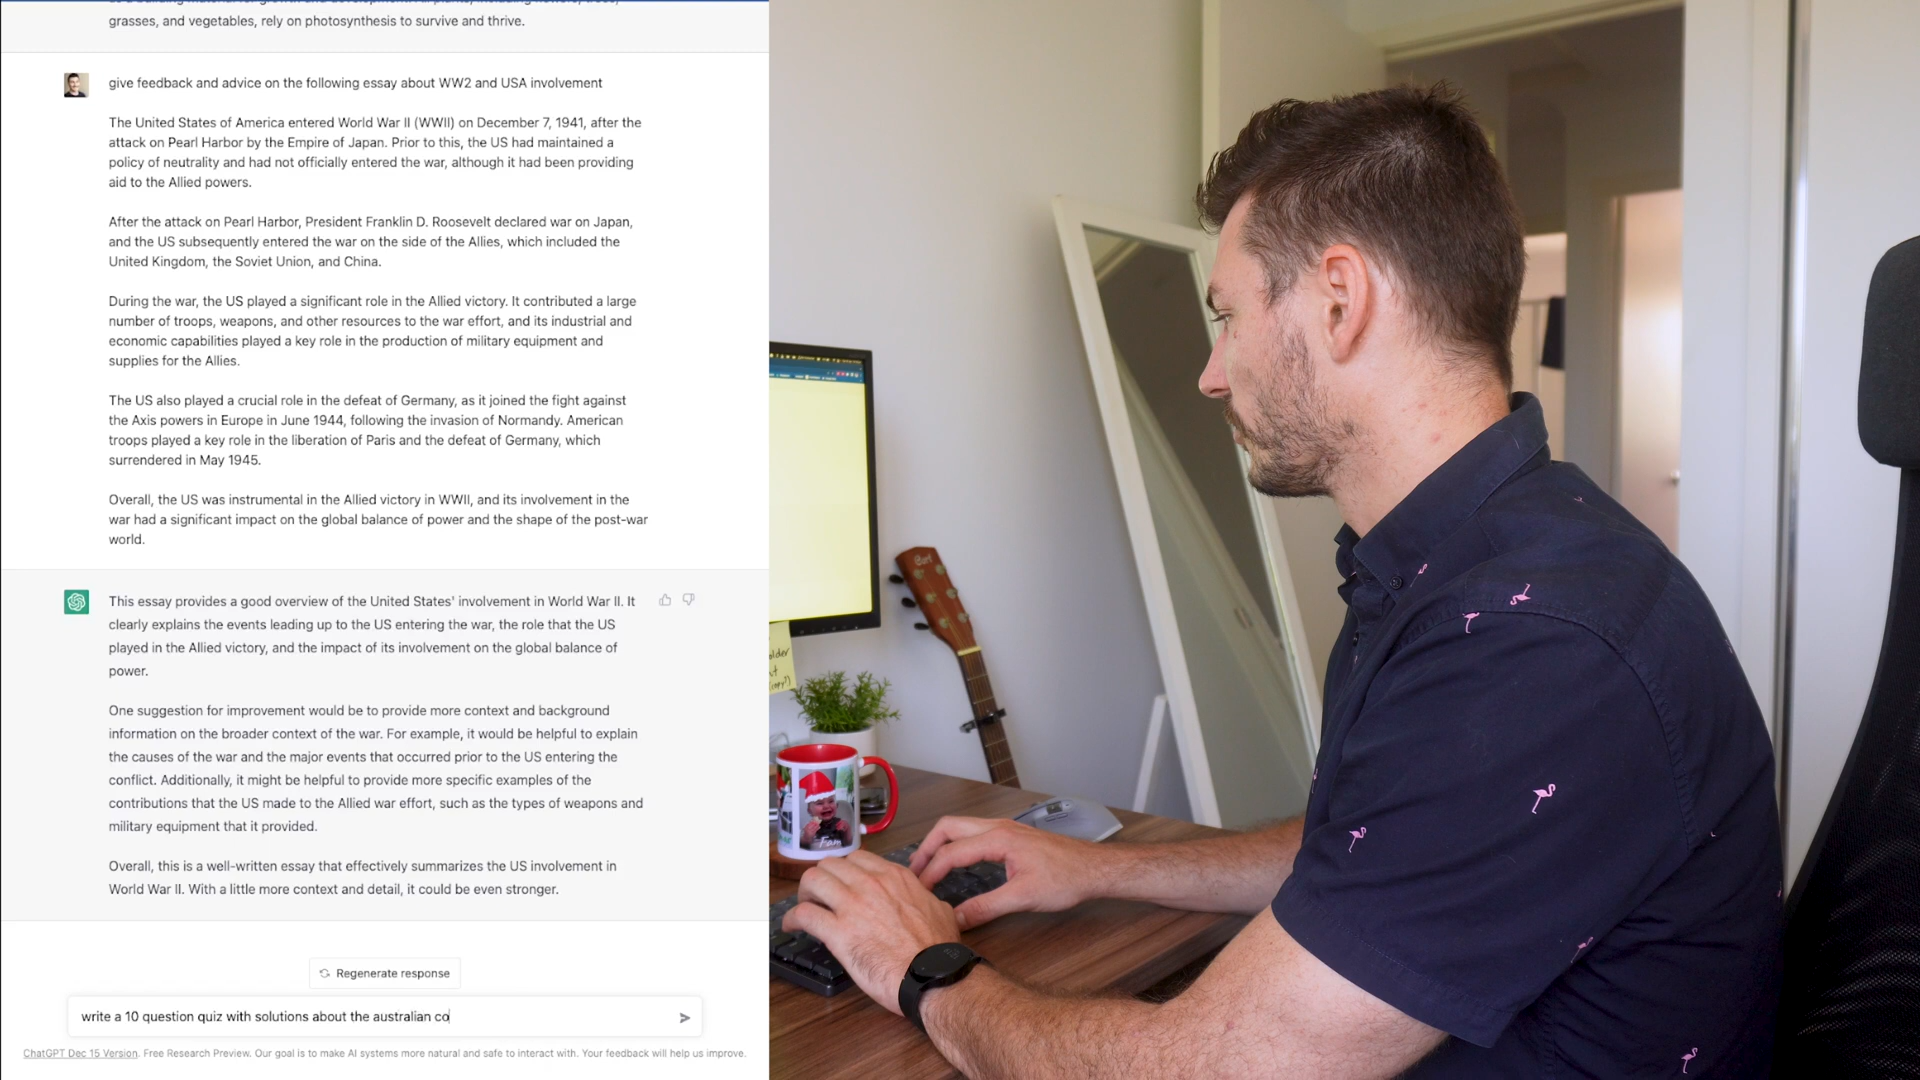 grasses, and vegetables, rely on photosynthesis to survive and thrive.
give feedback and advice on the following essay about WW2 and USA involvement
The United States of America entered World War II (WWII) on December 7, 1941, after the
attack on Pearl Harbor by the Empire of Japan. Prior to this, the US had maintained a
policy of neutrality and had not officially entered the war, although it had been providing
aid to the Allied powers.
After the attack on Pearl Harbor, President Franklin D. Roosevelt declared war on Japan,
and the US subsequently entered the war on the side of the Allies, which included the
United Kingdom, the Soviet Union, and China.
During the war, the US played a significant role in the Allied victory. It contributed a large
number of troops, weapons, and other resources to the war effort, and its industrial and
economic capabilities played a key role in the production of military equipment and
supplies for the Allies.
The US also played a crucial role in the defeat of Germany, as it joined the fight against
the Axis powers in Europe in June 1944, following the invasion of Normandy. American
troops played a key role in the liberation of Paris and the defeat of Germany, which
surrendered in May 1945.
Overall, the US was instrumental in the Allied victory in WWII, and its involvement in the
war had a significant impact on the global balance of power and the shape of the post-war
world.
This essay provides a good overview of the United States' involvement in World War II. It
clearly explains the events leading up to the US entering the war, the role that the US
played in the Allied victory, and the impact of its involvement on the global balance of
power.
One suggestion for improvement would be to provide more context and background
information on the broader context of the war. For example, it would be helpful to explain
the causes of the war and the major events that occurred prior to the US entering the
conflict. Additionally, it might be helpful to provide more specific examples of the
contributions that the US made to the Allied war effort, such as the types of weapons and
military equipment that it provided.
Overall, this is a well-written essay that effectively summarizes the US involvement in
World War II. With a little more context and detail, it could be even stronger.
Regenerate response
write a 10 question quiz with solutions about the australian co
ChatGPT Dec 15 Version. Free Research Preview. Our goal is to make AI systems more natural and safe to interact with. Your feedback will help us improve.
Cort
older
(copy?)
Fam